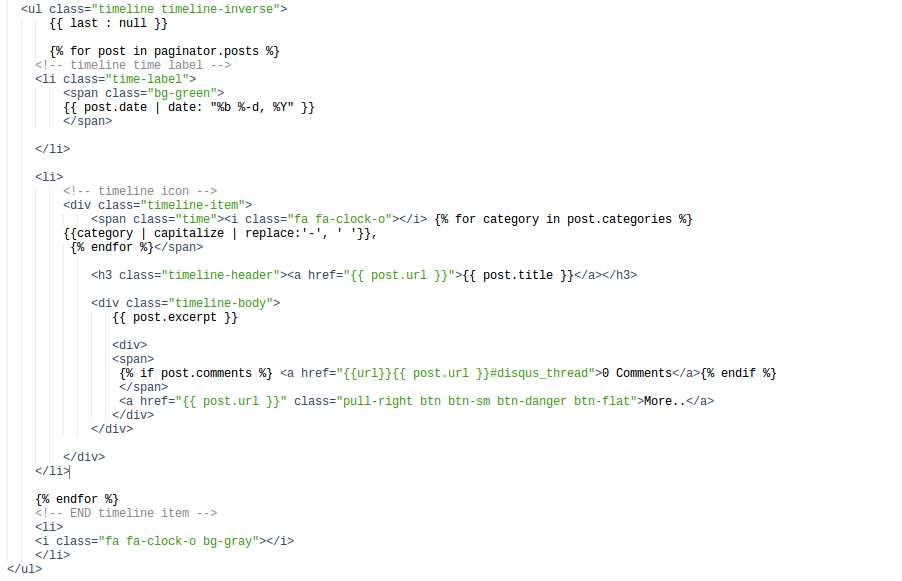 <ul class="timeline timeline-inverse">
{{ last : null }}
{% for post in paginator.posts %}
<!-- timeline time label -->
<li class="time-label">
<span class="bg-green">
{{ post.date | date: "%b %-d, %Y" }}
</span>
</li>
<li>
<!-- timeline icon -->
<div class="timeline-item">
<span class="time"><i class="fa fa-clock-o"></i> {% for category in post.categories %}
{{category | capitalize | replace:'-', ' '}},
{% endfor %}</span>
<h3 class="timeline-header"><a href="{{ post.url }}">{{ post.title }}</a></h3>
<div class="timeline-body">
{{ post.excerpt }}
<div>
<span>
{% if post.comments %} <a href="{{url}}{{ post.url }}#disqus_thread">0 Comments</a>{% endif %}
</span>
<a href="{{ post.url }}" class="pull-right btn btn-sm btn-danger btn-flat">More..</a>
</div>
</div>
</div>
</li>
{% endfor %}
<!-- END timeline item -->
<li>
<i class="fa fa-clock-o bg-gray"></i>
</li>
</ul>